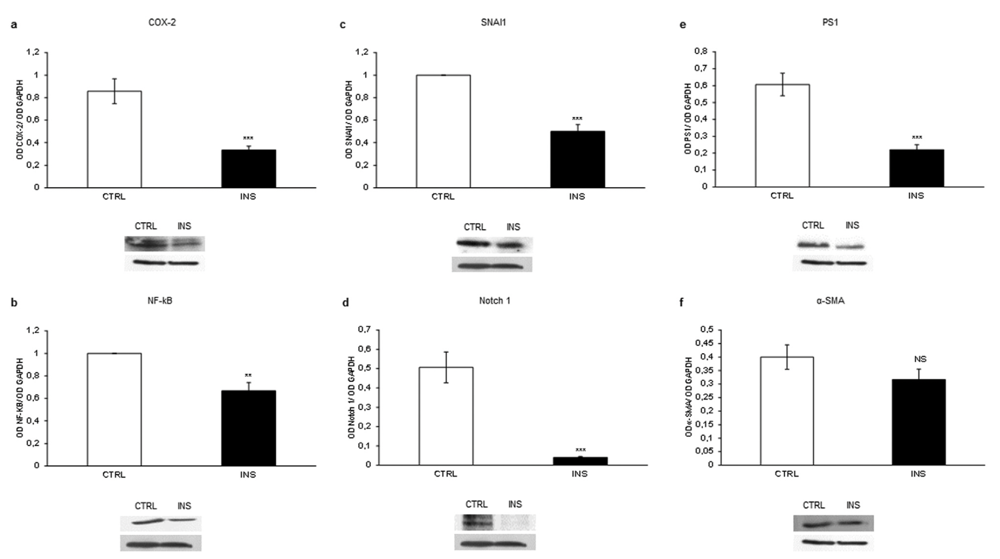 a
COX-2
OD COX-2/ OD GAPDH
1,2
1
0,8
0,6
0,4
0,2
0
***
CTRL
INS
CTRL INS
c
SNAI1
OD SNAI1/ OD GAPDH
1,2
1
0,8
0,6
0,4
0,2
0
***
CTRL
INS
CTRL INS
e
PS1
OD PS1/ OD GAPDH
0,8
0,7
0,6
0,5
0,4
0,3
0,2
0,1
0
***
CTRL
INS
CTRL INS
b
NF-kB
OD NF-KB/ OD GAPDH
1,2
1
0,8
0,6
0,4
0,2
0
**
CTRL
INS
CTRL INS
d
Notch 1
OD Notch 1/ OD GAPDH
0,7
0,6
0,5
0,4
0,3
0,2
0,1
0
***
CTRL
INS
CTRL INS
f
α-SMA
OD α-SMA/ OD GAPDH
0,5
0,45
0,4
0,35
0,3
0,25
0,2
0,15
0,1
0,05
0
NS
CTRL
INS
CTRL INS